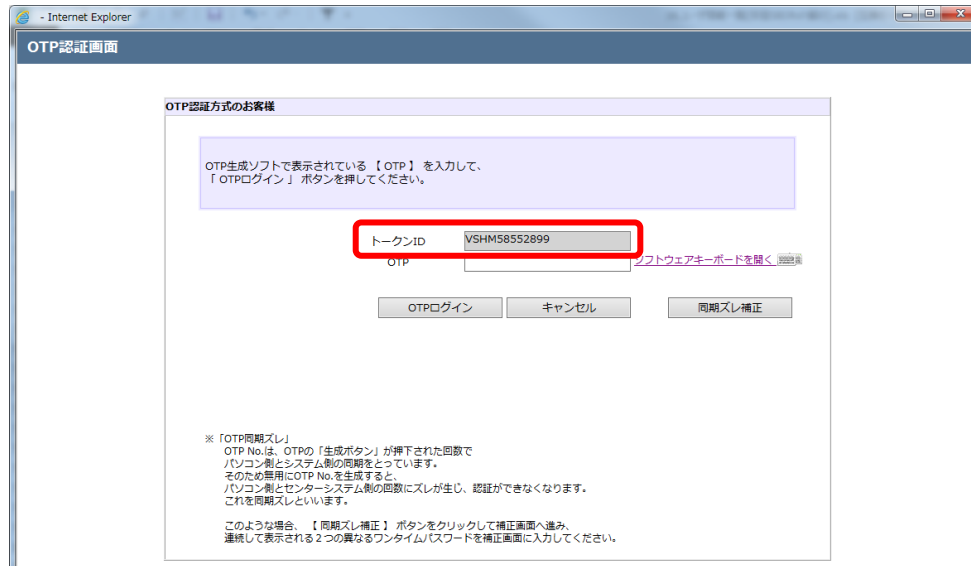 - Internet Explorer
OTP認証画面
OTP認証方式のお客様
OTP生成ソフトで表示されている 【 OTP 】 を入力して、
「 OTPログイン 」 ボタンを押してください。
トークンID VSHM58552899
OTP ソフトウェアキーボードを開く
OTPログイン キャンセル 同期ズレ補正
※「OTP同期ズレ」
OTP No.は、OTPの「生成ボタン」が押下された回数で
パソコン側とシステム側の同期をとっています。
そのため無用にOTP No.を生成すると、
パソコン側とセンターシステム側の回数にズレが生じ、認証ができなくなります。
これを同期ズレといいます。
このような場合、 【 同期ズレ補正 】 ボタンをクリックして補正画面へ進み、
連続して表示される２つの異なるワンタイムパスワードを補正画面に入力してください。